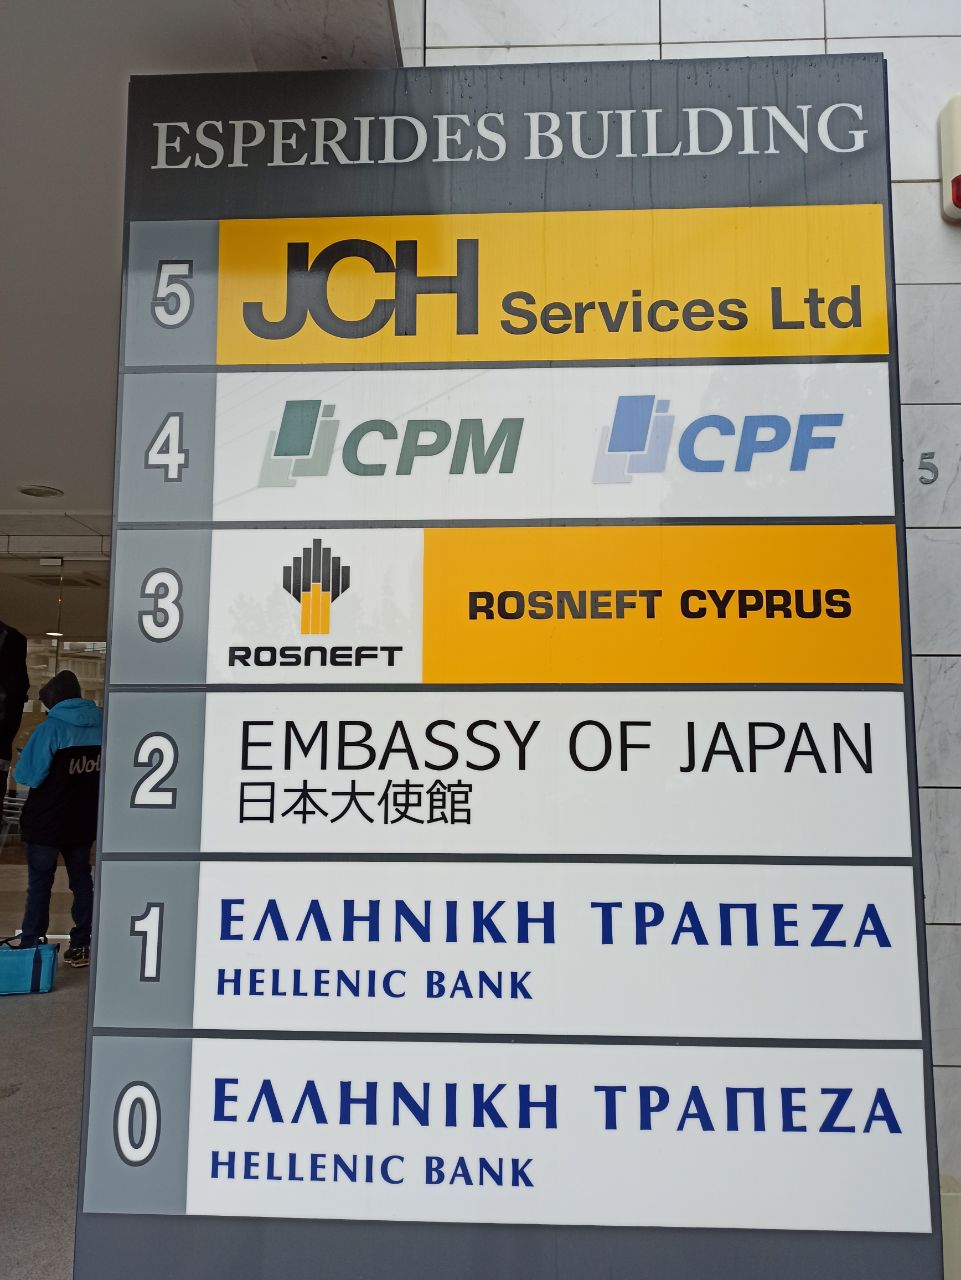 ESPERIDES BUILDING
5
JCH Services Ltd
4
CPM CPF
5
3
ROSNEFT
ROSNEFT CYPRUS
2
EMBASSY OF JAPAN
日本大使館
1
ΕΛΛΗΝΙΚΗ ΤΡΑΠΕΖΑ
HELLENIC BANK
0
ΕΛΛΗΝΙΚΗ ΤΡΑΠΕΖΑ
HELLENIC BANK